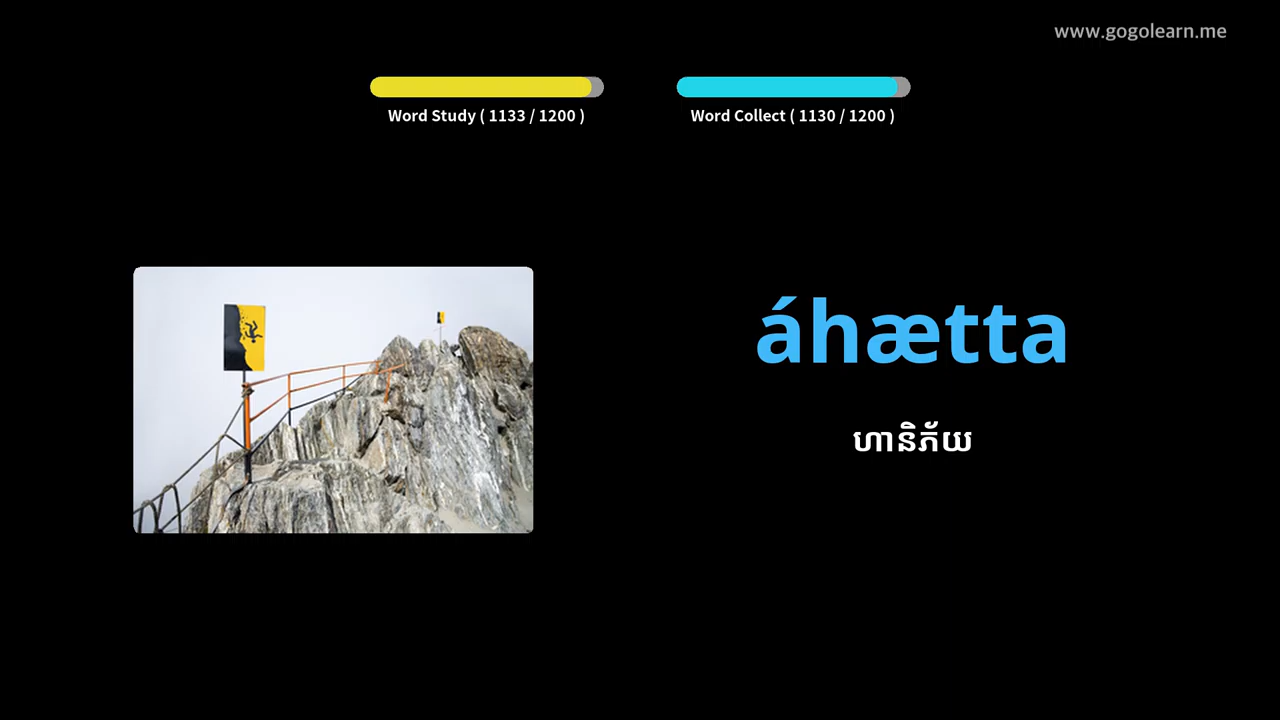 www.gogolearn.me
Word Study ( 1133 / 1200 )
Word Collect ( 1130 / 1200 )
áhætta
ហានិភ័យ